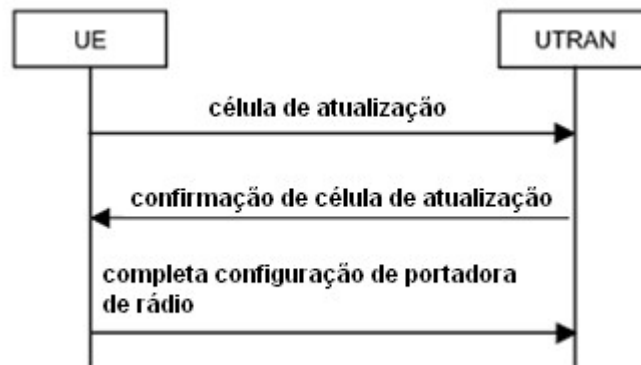 UE
UTRAN
célula de atualização
confirmação de célula de atualização
completa configuração de portadora
de rádio